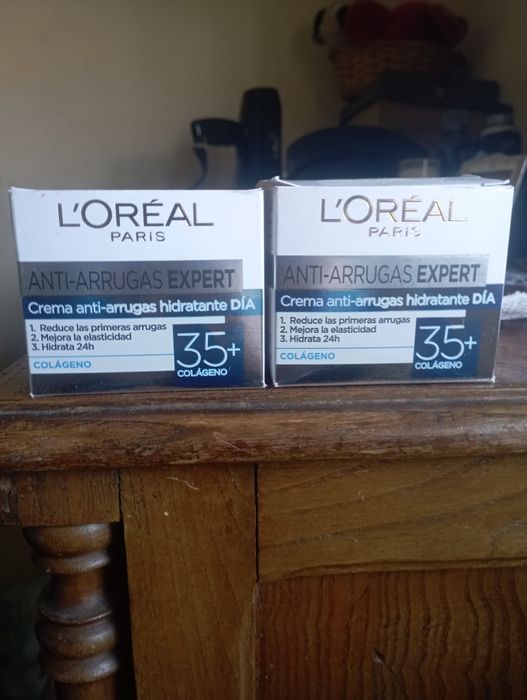 L'ORÉAL
PARIS
ANTI-ARRUGAS EXPERT
Crema anti-arrugas hidratante DÍA
1. Reduce las primeras arrugas
2. Mejora la elasticidad
3. Hidrata 24h
COLÁGENO
35+
COLÁGENO
L'ORÉAL
PARIS
ANTI-ARRUGAS EXPERT
Crema anti-arrugas hidratante DÍA
1. Reduce las primeras arrugas
2. Mejora la elasticidad
3. Hidrata 24h
COLÁGENO
35+
COLÁGENO